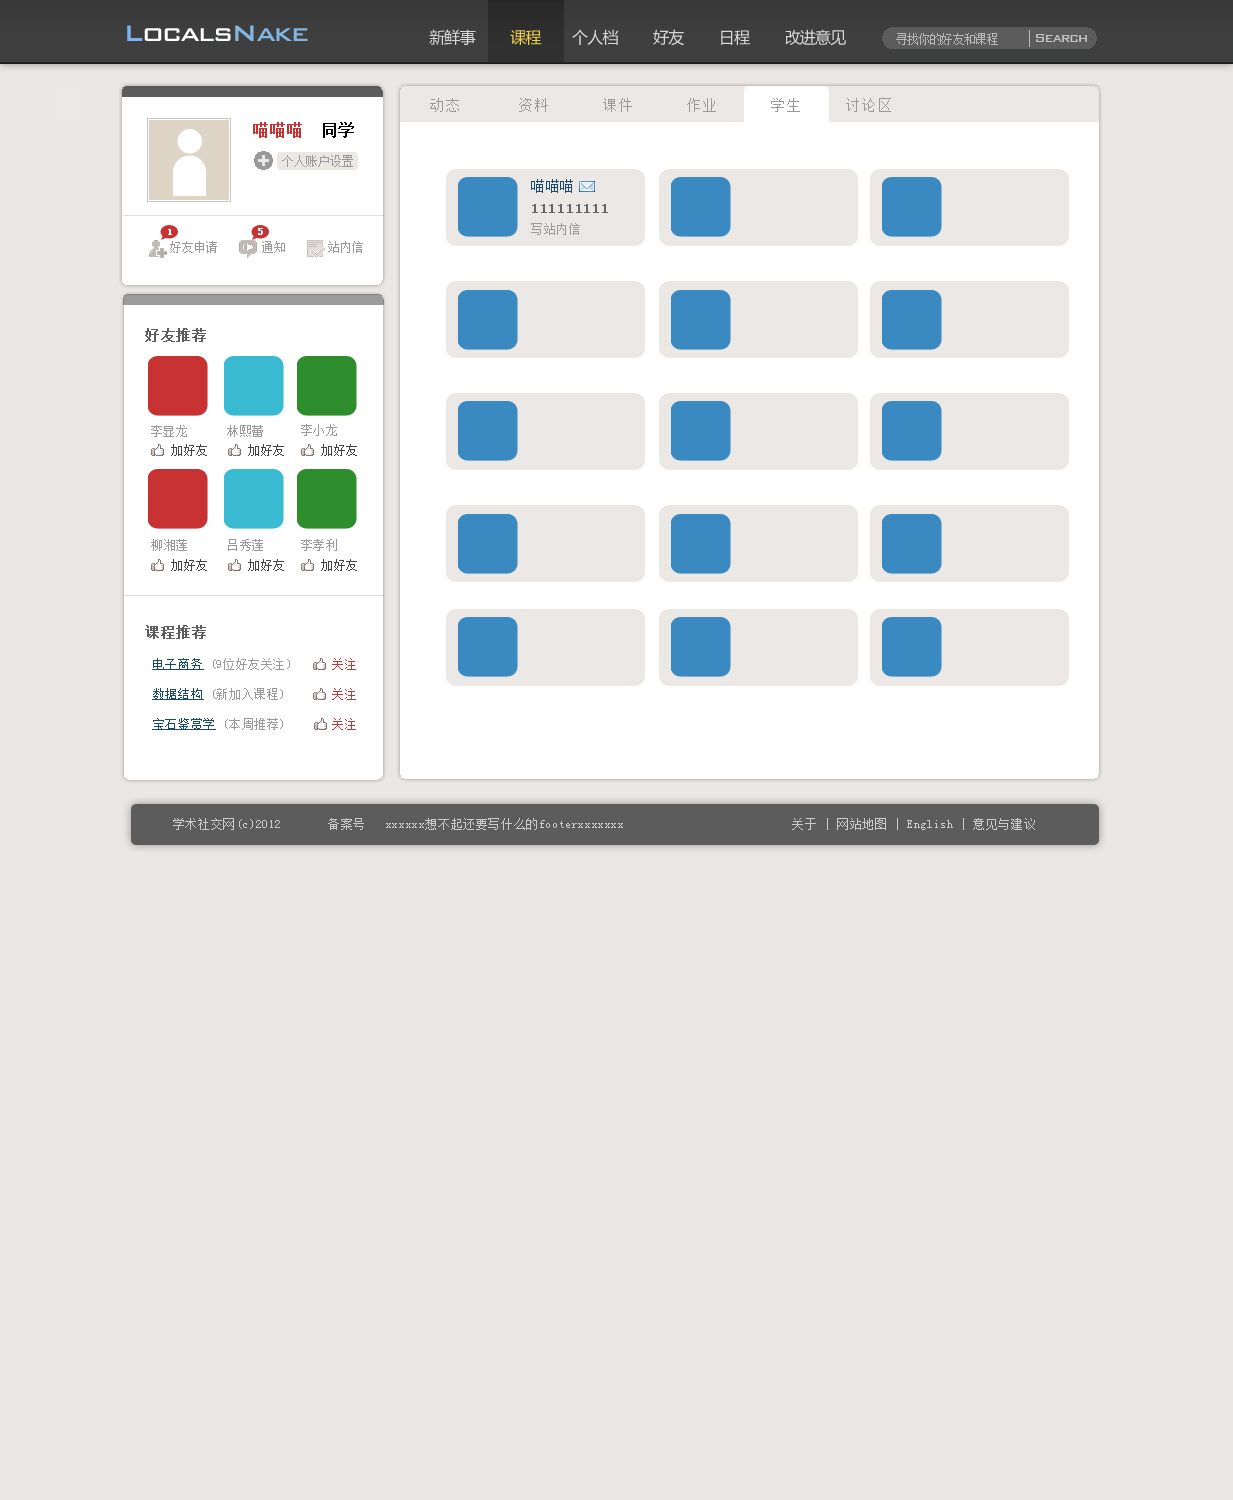 LOCALSNAKE
新鲜事 课程 个人档 好友 日程 改进意见 寻找你的好友和课程 SEARCH
动态 资料 课件 作业 学生 讨论区
喵喵喵 同学
个人账户设置
1 5
好友申请 通知 站内信
喵喵喵
111111111
写站内信
好友推荐
李显龙 林熙蕾 李小龙
加好友 加好友 加好友
柳湘莲 吕秀莲 李孝利
加好友 加好友 加好友
课程推荐
电子商务 (9位好友关注) 关注
数据结构 (新加入课程) 关注
宝石鉴赏学 (本周推荐) 关注
学术社交网(c)2012 备案号 xxxxxx想不起还要写什么的footerxxxxxxx 关于 | 网站地图 | English | 意见与建议